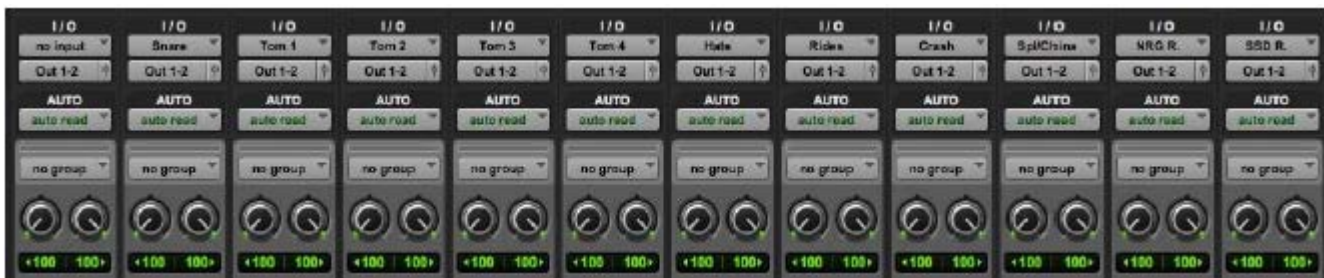 I/O I/O I/O I/O I/O I/O I/O I/O I/O I/O I/O I/O
no input Snare Tom 1 Tom 2 Tom 3 Tom 4 Hats Rides Crash Spl/China NRG R. SSD R.
Out 1-2 Out 1-2 Out 1-2 Out 1-2 Out 1-2 Out 1-2 Out 1-2 Out 1-2 Out 1-2 Out 1-2 Out 1-2 Out 1-2
AUTO AUTO AUTO AUTO AUTO AUTO AUTO AUTO AUTO AUTO AUTO AUTO
auto read auto read auto read auto read auto read auto read auto read auto read auto read auto read auto read auto read
no group no group no group no group no group no group no group no group no group no group no group no group
100 100 100 100 100 100 100 100 100 100 100 100 100 100 100 100 100 100 100 100 100 100 100 100